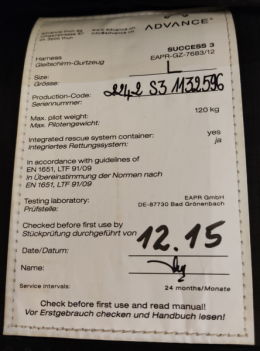 Advance Thun AG
ADVANCE
Harness
SUCCESS 3
Gleitschirm-Gurtzeug
EAPR-GZ-7683/12
Size: L
Grösse:
Production-Code: 2242 S3 1132596
Seriennummer:
Max. pilot weight: 120 kg
Max. Pilotengewicht:
Integrated rescue system container: yes
Integriertes Rettungssystem: ja
In accordance with guidelines of
EN 1651, LTF 91/09
In Übereinstimmung der Normen nach
EN 1651, LTF 91/09
Testing laboratory: EAPR GmbH
Prüfstelle: DE-87730 Bad Grönenbach
Checked before first use by
Stückprüfung durchgeführt von
Date/Datum: 12.15
Name:
Service intervals: 24 months/Monate
Check before first use and read manual!
Vor Erstgebrauch checken und Handbuch lesen!